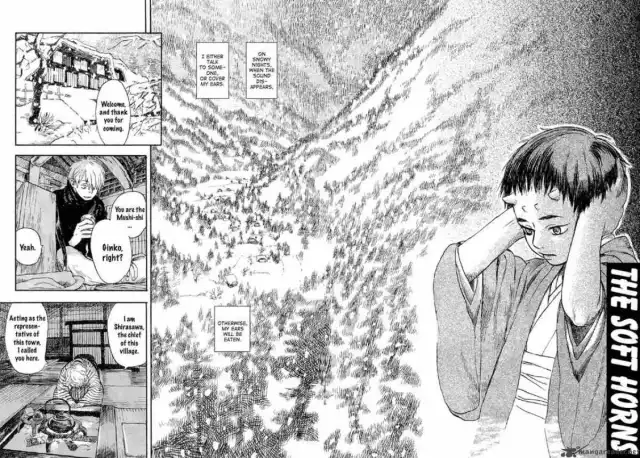 THE SOFT HORNS
ON
SNOWY
NIGHTS,
WHEN THE
SOUND
DIS-
APPEARS,
I EITHER
TALK
TO SOME-
ONE,
OR COVER
MY EARS.
OTHERWISE,
MY EARS
WILL BE
EATEN.
Welcome,
and thank
you for
coming.
You are the
Mushi-shi
Ginko,
right?
Yeah.
I am
Shirasawa,
the chief
of this
village.
Acting as the
represen-
tative of
this town,
I called
you here.